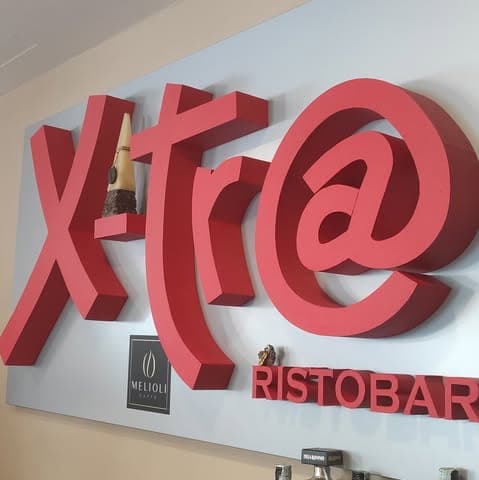 X-tr@
RISTOBAR
MELIOLI
CAFFÈ